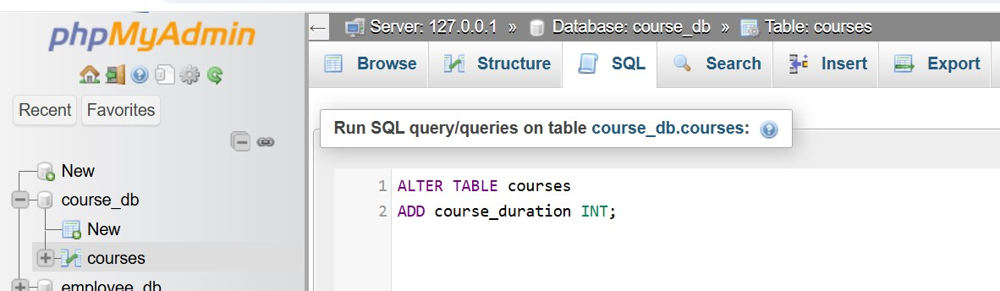 phpMyAdmin
Recent Favorites
New
course_db
New
courses
employee_db
Server: 127.0.0.1 » Database: course_db » Table: courses
Browse Structure SQL Search Insert Export
Run SQL query/queries on table course_db.courses:
1 ALTER TABLE courses
2 ADD course_duration INT;